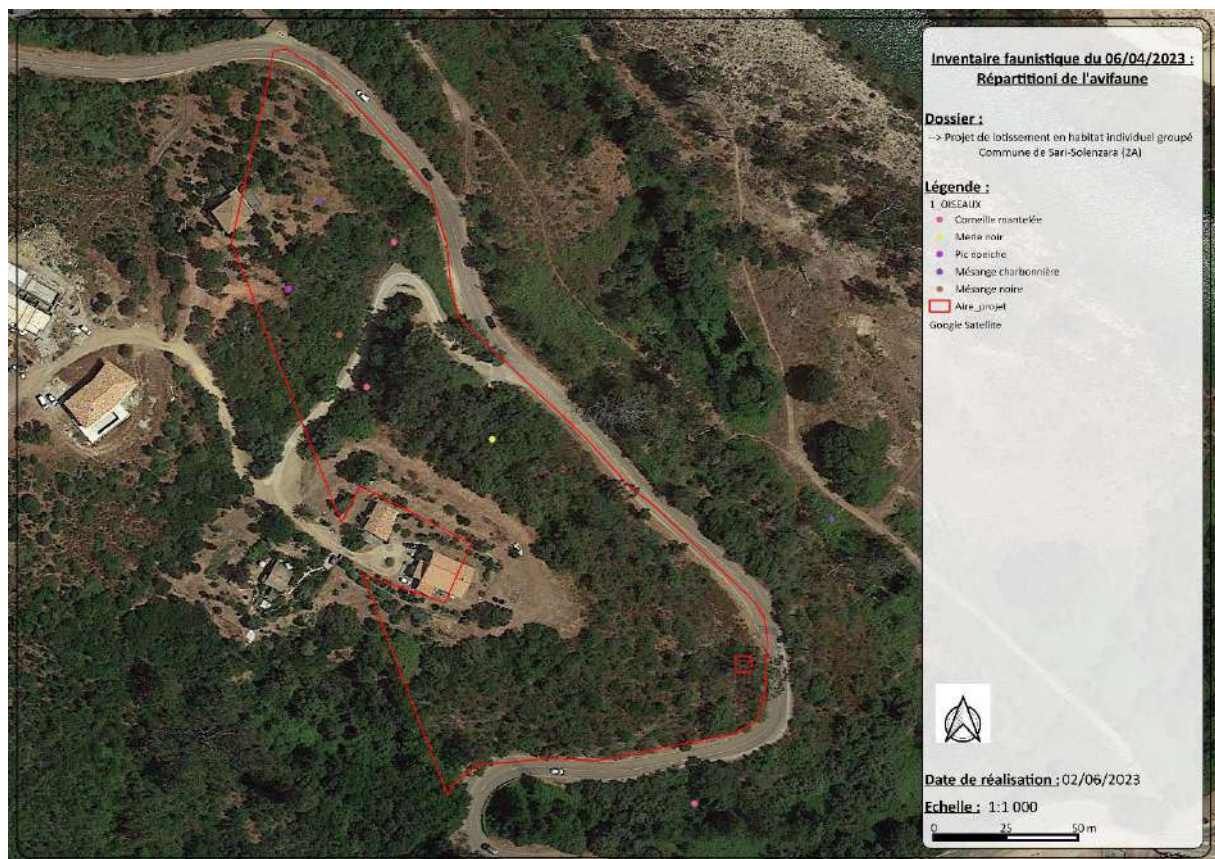 Inventaire faunistique du 06/04/2023 :
Répartitioni de l'avifaune
Dossier :
--> Projet de lotissement en habitat individuel groupé
Commune de Sari-Solenzara (2A)
Légende :
1_OISEAUX
Corneille mantelée
Merle noir
Pic épeiche
Mésange charbonnière
Mésange noire
Aire_projet
Google Satellite
Date de réalisation : 02/06/2023
Echelle : 1:1 000
0 25 50 m